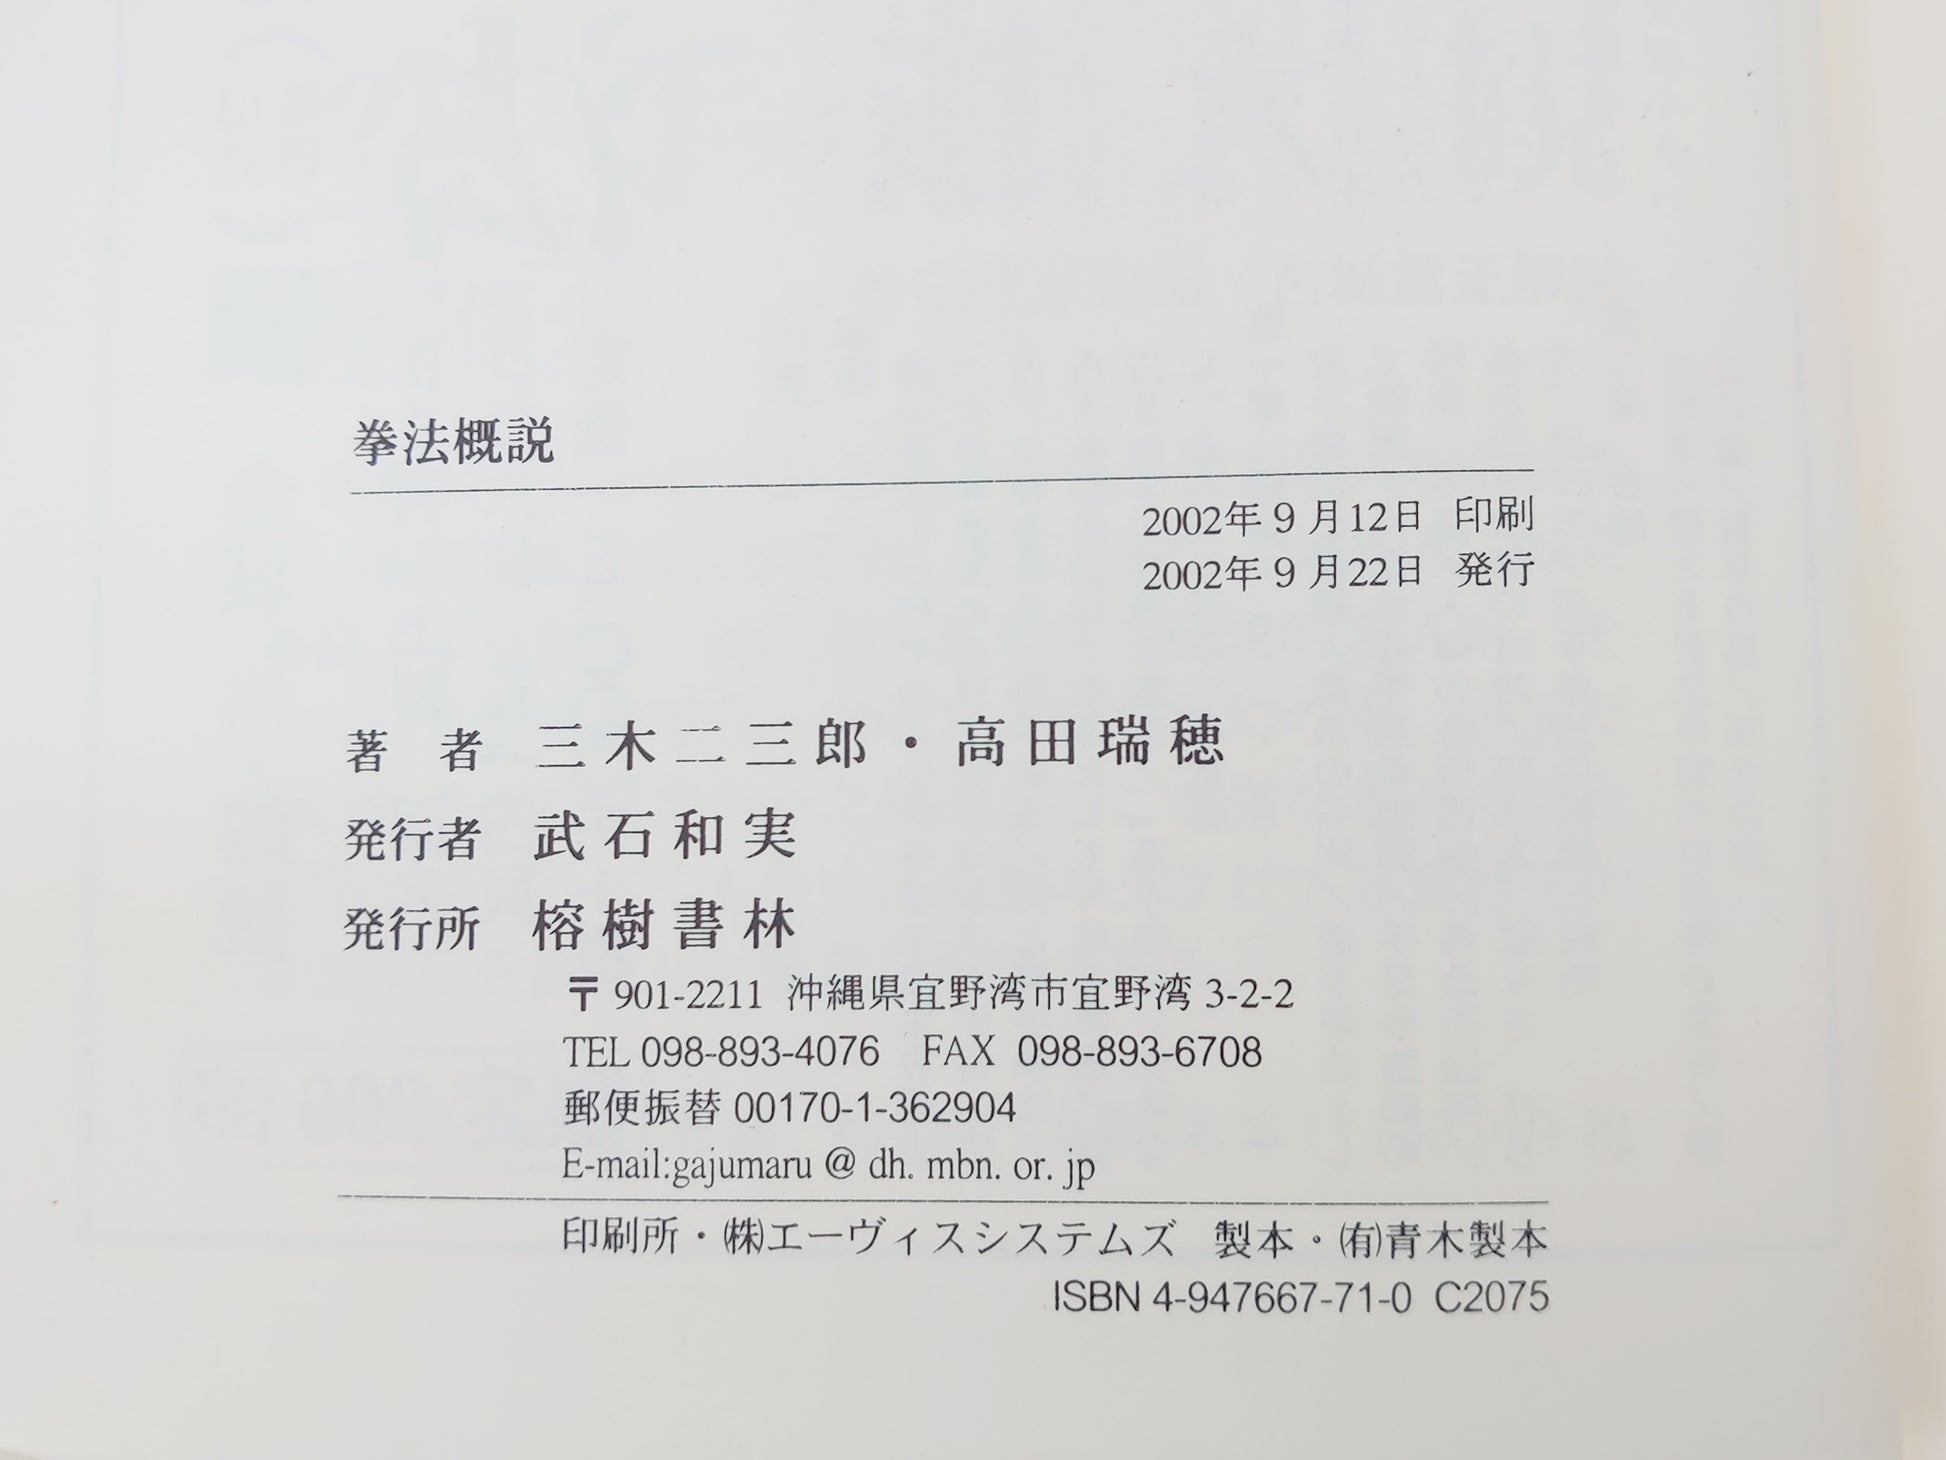 拳法概説
2002年9月12日 印刷
2002年9月22日 発行
著 者 三木二三郎・高田瑞穂
発行者 武石和実
発行所 榕樹書林
〒901-2211 沖縄県宜野湾市宜野湾3-2-2
TEL 098-893-4076 FAX 098-893-6708
郵便振替 00170-1-362904
E-mail:gajumaru @ dh. mbn. or. jp
印刷所・㈱エーヴィスシステムズ 製本・㈲青木製本
ISBN 4-947667-71-0 C2075